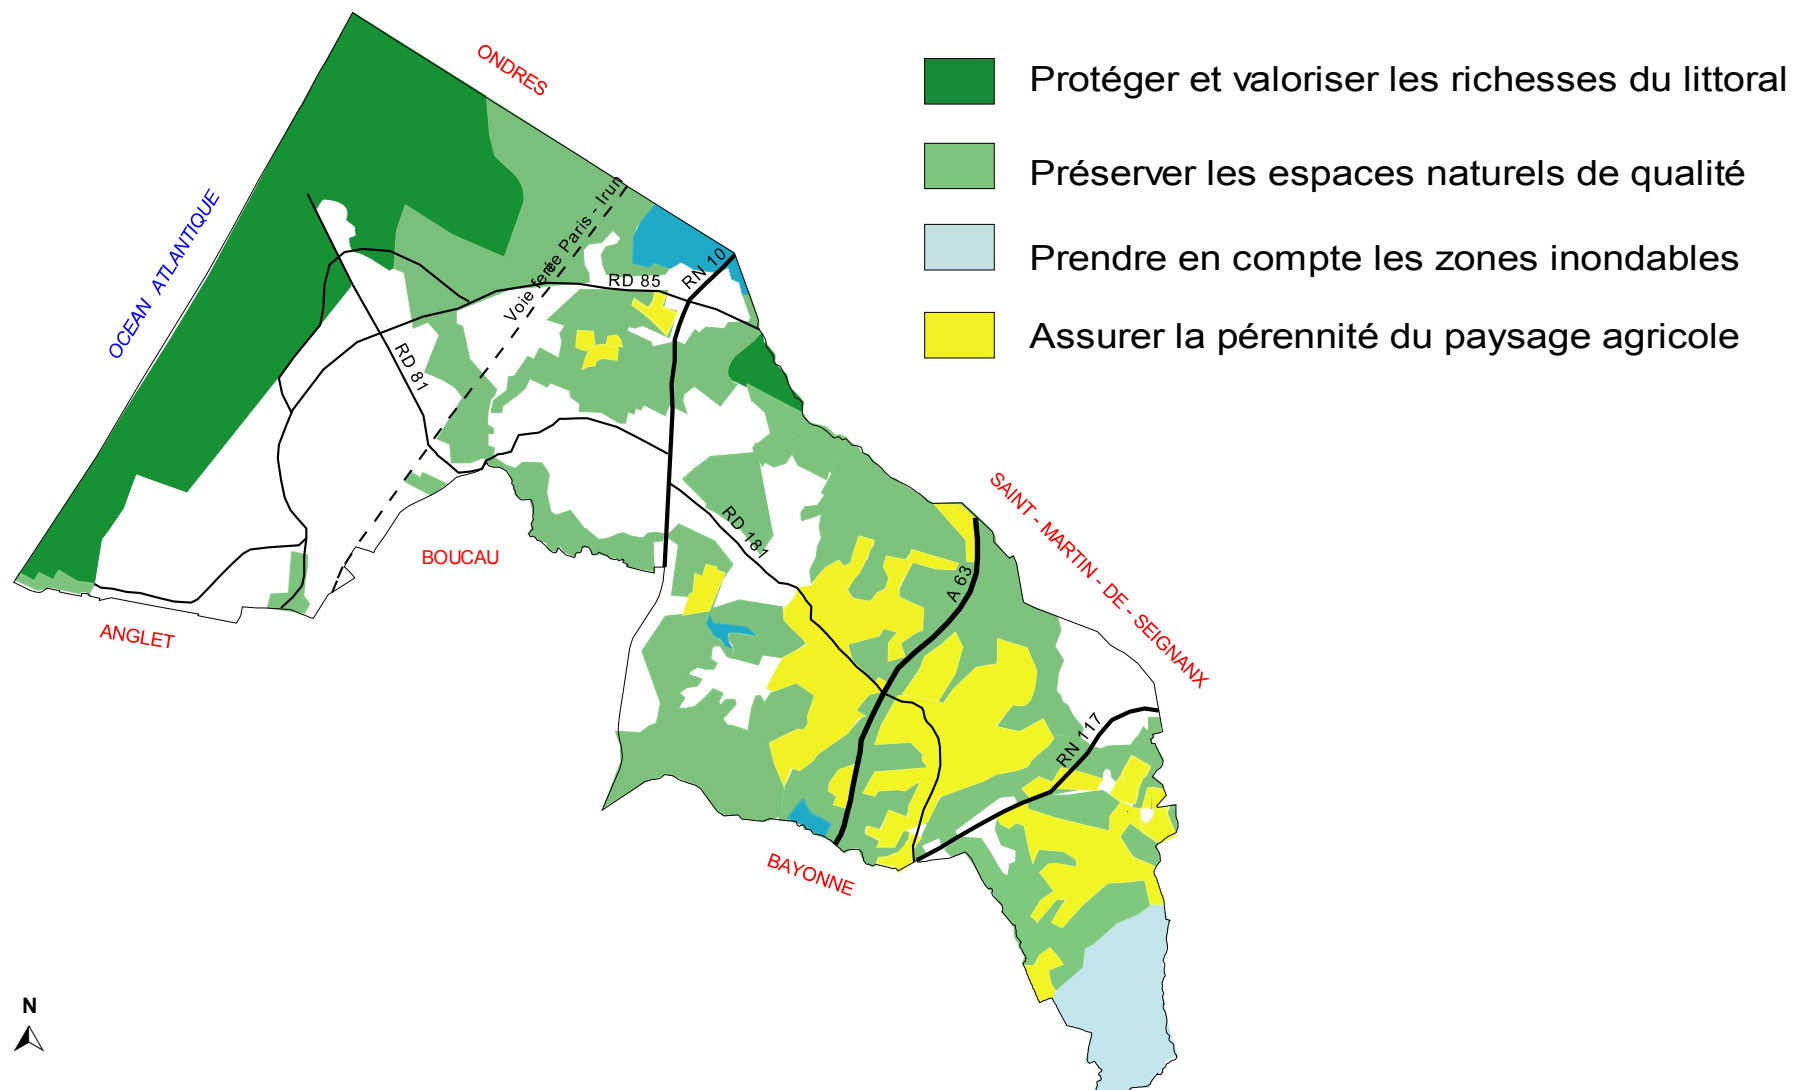 ONDRES
Protéger et valoriser les richesses du littoral
Préserver les espaces naturels de qualité
Prendre en compte les zones inondables
Assurer la pérennité du paysage agricole
OCEAN ATLANTIQUE
Voie ferrée Paris - Irun
RD 85
RN 10
RD 81
RD 181
A 63
SAINT - MARTIN - DE - SEIGNANX
BOUCAU
ANGLET
RN 117
BAYONNE
N